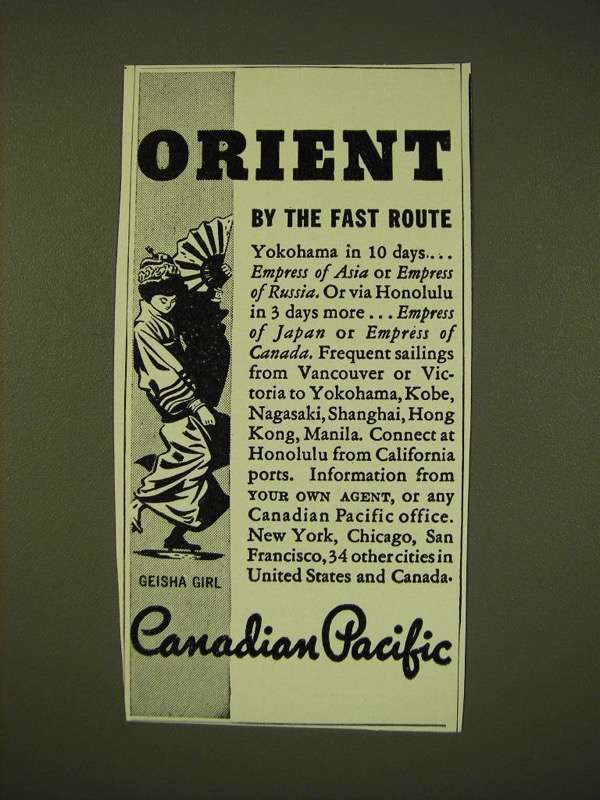 ORIENT
BY THE FAST ROUTE
Yokohama in 10 days....
Empress of Asia or Empress
of Russia. Or via Honolulu
in 3 days more ... Empress
of Japan or Empress of
Canada. Frequent sailings
from Vancouver or Vic-
toria to Yokohama, Kobe,
Nagasaki, Shanghai, Hong
Kong, Manila. Connect at
Honolulu from California
ports. Information from
YOUR OWN AGENT, or any
Canadian Pacific office.
New York, Chicago, San
Francisco, 34 other cities in
United States and Canada.
GEISHA GIRL
Canadian Pacific